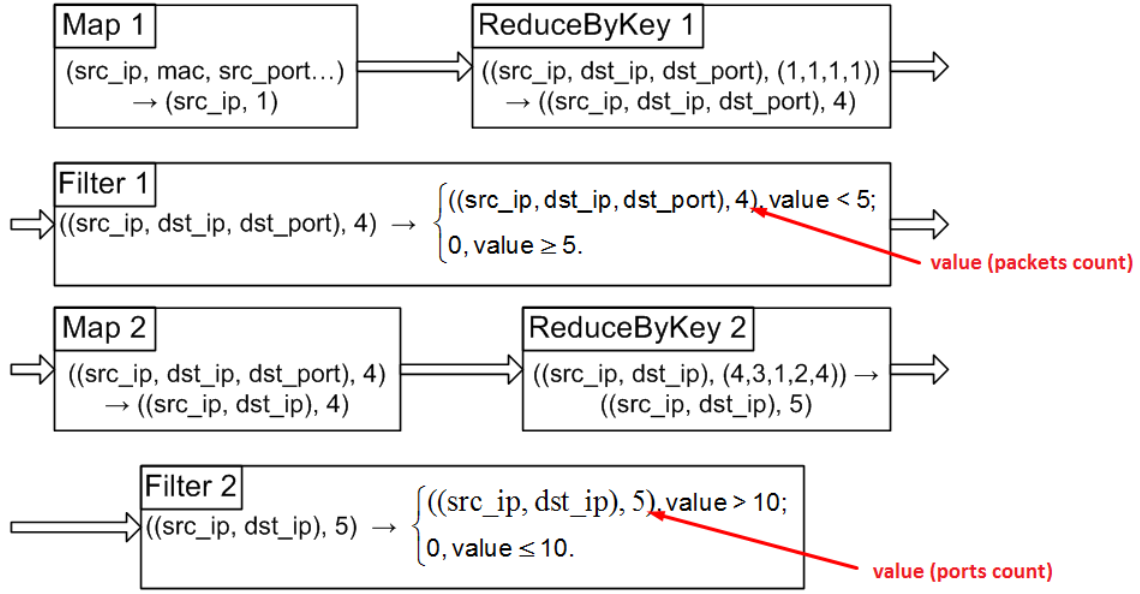 Map 1
(src_ip, mac, src_port…)
→ (src_ip, 1)
ReduceByKey 1
((src_ip, dst_ip, dst_port), (1,1,1,1))
→ ((src_ip, dst_ip, dst_port), 4)
Filter 1
((src_ip, dst_ip, dst_port), 4) → ((src_ip, dst_ip, dst_port), 4), value < 5;
0, value ≥ 5.
value (packets count)
Map 2
((src_ip, dst_ip, dst_port), 4)
→ ((src_ip, dst_ip), 4)
ReduceByKey 2
((src_ip, dst_ip), (4,3,1,2,4)) →
((src_ip, dst_ip), 5)
Filter 2
((src_ip, dst_ip), 5) → ((src_ip, dst_ip), 5), value > 10;
0, value ≤ 10.
value (ports count)